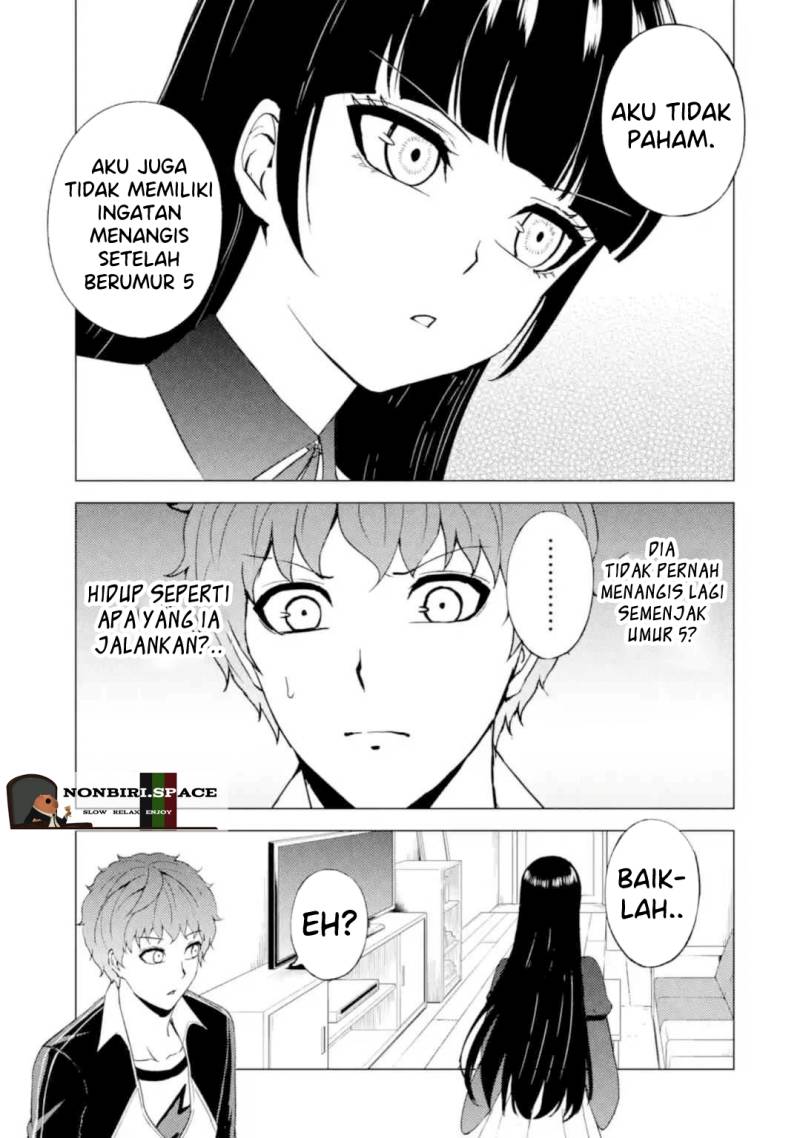 AKU TIDAK
PAHAM.
AKU JUGA
TIDAK MEMILIKI
INGATAN
MENANGIS
SETELAH
BERUMUR 5
DIA
TIDAK PERNAH
MENANGIS LAGI
SEMENJAK
UMUR 5?
.........
HIDUP SEPERTI
APA YANG IA
JALANKAN?..
NONBIRI.SPACE
SLOW RELAX ENJOY
BAIK-
LAH..
EH?